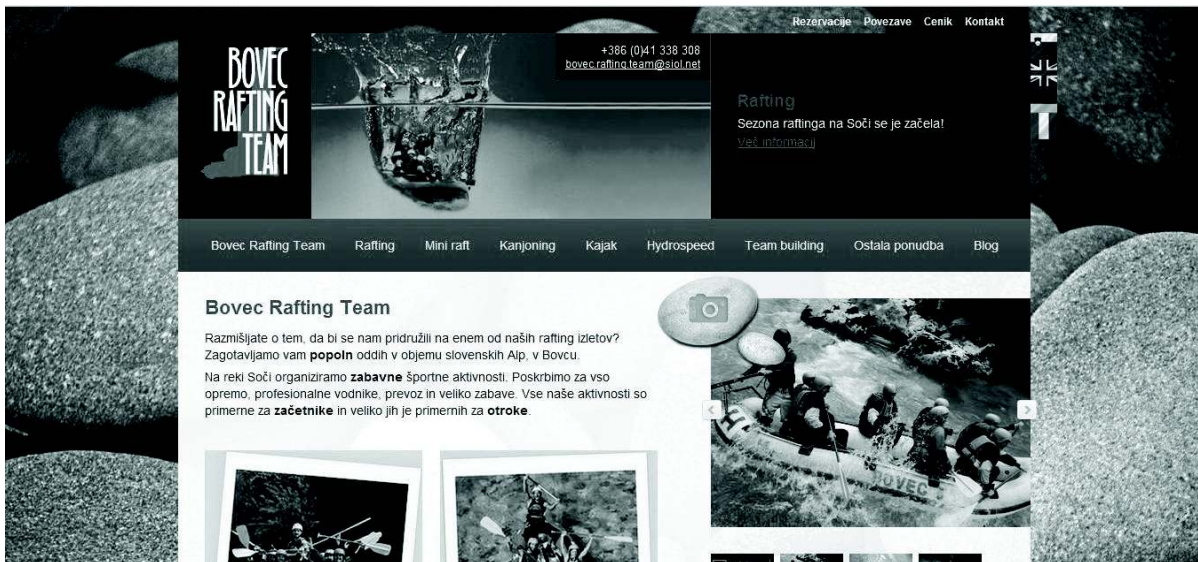 Rezervacije Povezave Cenik Kontakt
BOVEC
RAFTING
TEAM
+386 (0)41 338 308
bovec.rafting.team@siol.net
Rafting
Sezona raftinga na Soči se je začela!
Več informacij
Bovec Rafting Team Rafting Mini raft Kanjoning Kajak Hydrospeed Team building Ostala ponudba Blog
Bovec Rafting Team
Razmišljate o tem, da bi se nam pridružili na enem od naših rafting izletov?
Zagotavljamo vam popoln oddih v objemu slovenskih Alp, v Bovcu.
Na reki Soči organiziramo zabavne športne aktivnosti. Poskrbimo za vso
opremo, profesionalne vodnike, prevoz in veliko zabave. Vse naše aktivnosti so
primerne za začetnike in veliko jih je primernih za otroke.
BOVEC